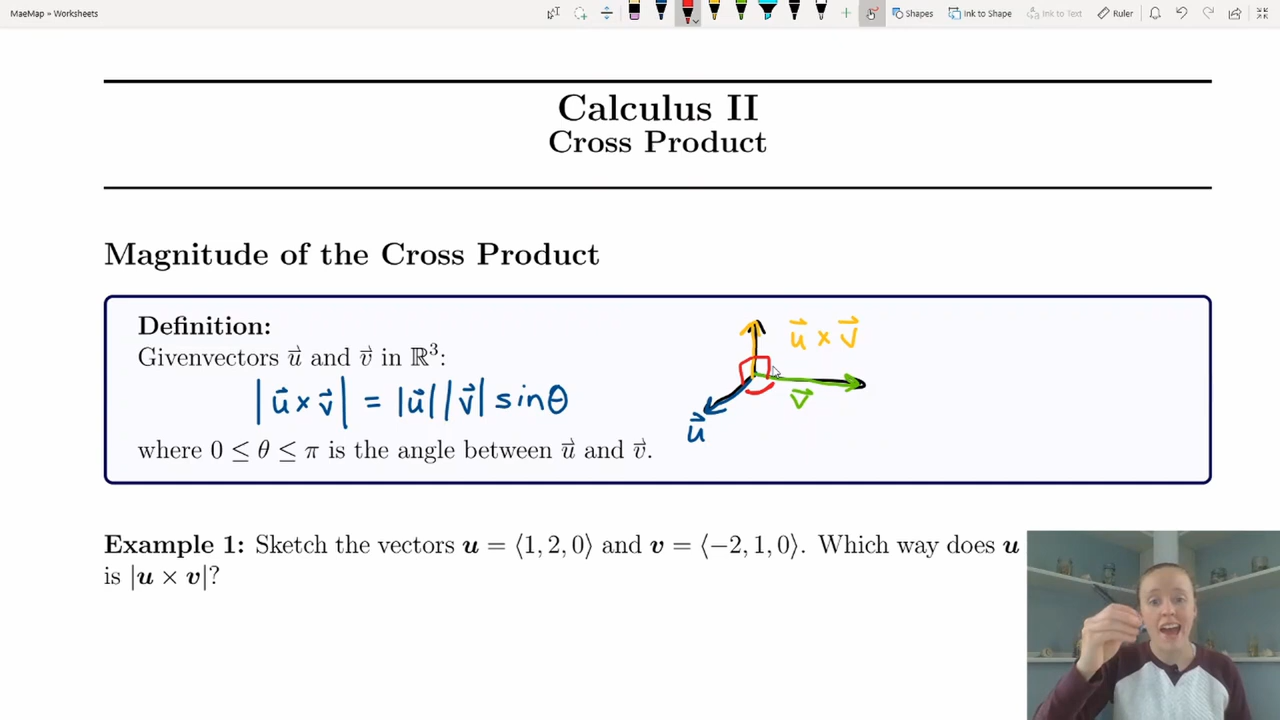 MaeMap » Worksheets
Shapes
Ink to Shape
Ink to Text
Ruler
Calculus II
Cross Product
Magnitude of the Cross Product
Definition:
Givenvectors u⃗ and v⃗ in ℝ³:
|u⃗ × v⃗| = |u⃗||v⃗| sinθ
where 0 ≤ θ ≤ π is the angle between u⃗ and v⃗.
u⃗ × v⃗
v⃗
u⃗
Example 1: Sketch the vectors u = ⟨1, 2, 0⟩ and v = ⟨−2, 1, 0⟩. Which way does u
is |u × v|?